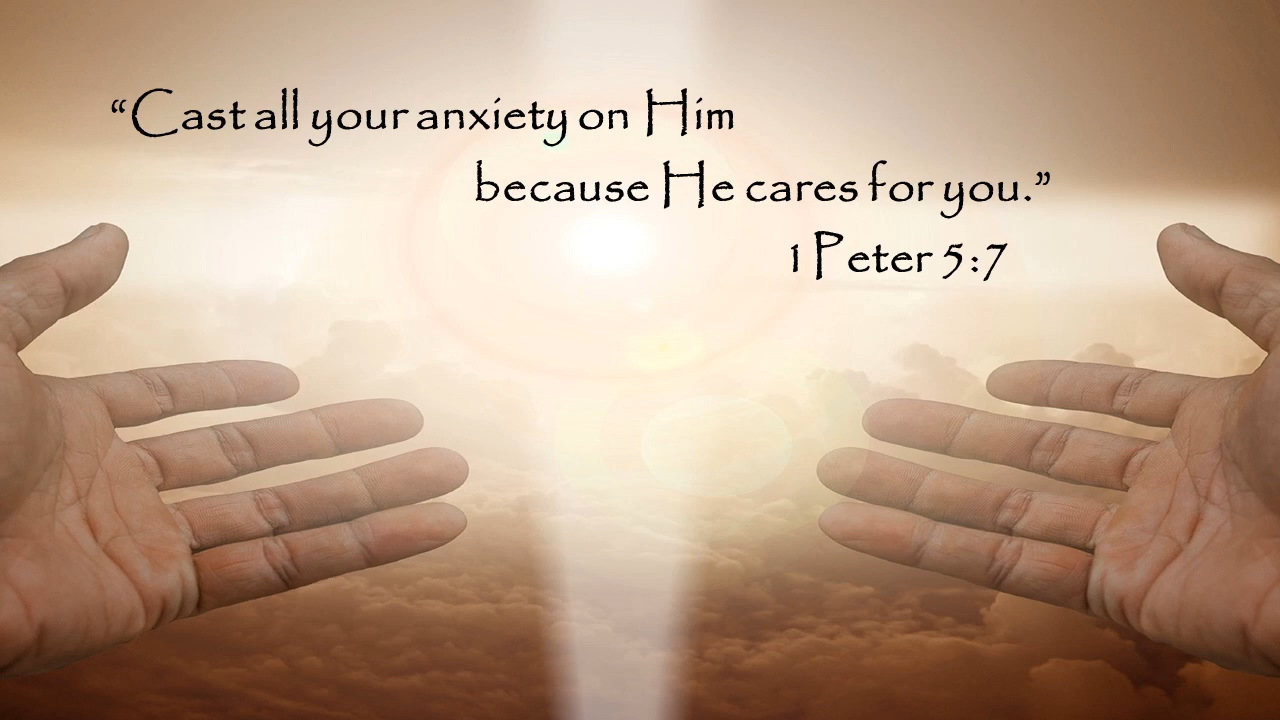 “Cast all your anxiety on Him
because He cares for you.”
1 Peter 5:7